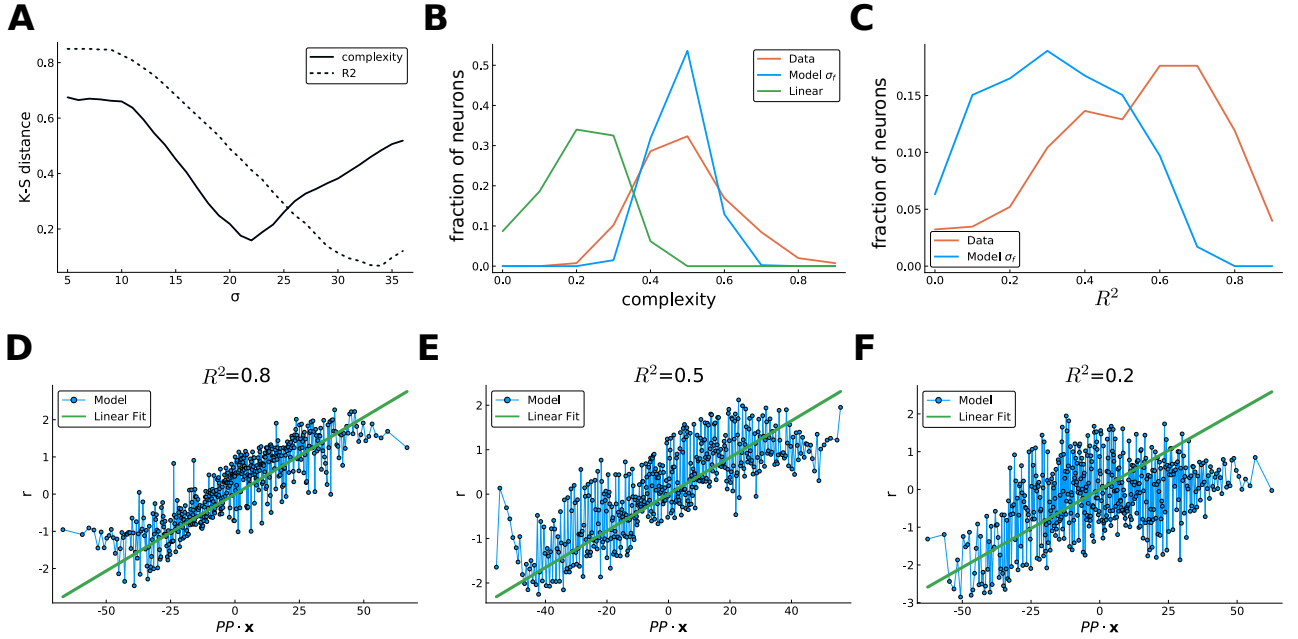 A
K-S distance
0.8
0.6
0.4
0.2
5
10
15
20
25
30
35
σ
complexity
R2
B
fraction of neurons
0.5
0.4
0.3
0.2
0.1
0.0
0.0
0.2
0.4
0.6
0.8
complexity
Data
Model σf
Linear
C
fraction of neurons
0.15
0.10
0.05
0.00
0.0
0.2
0.4
0.6
0.8
R²
Data
Model σf
D
R²=0.8
Model
Linear Fit
r
2
1
0
-1
-2
-50
-25
0
25
50
PP · x
E
R²=0.5
Model
Linear Fit
r
2
1
0
-1
-2
-40
-20
0
20
40
PP · x
F
R²=0.2
Model
Linear Fit
r
2
1
0
-1
-2
-3
-50
-25
0
25
50
PP · x